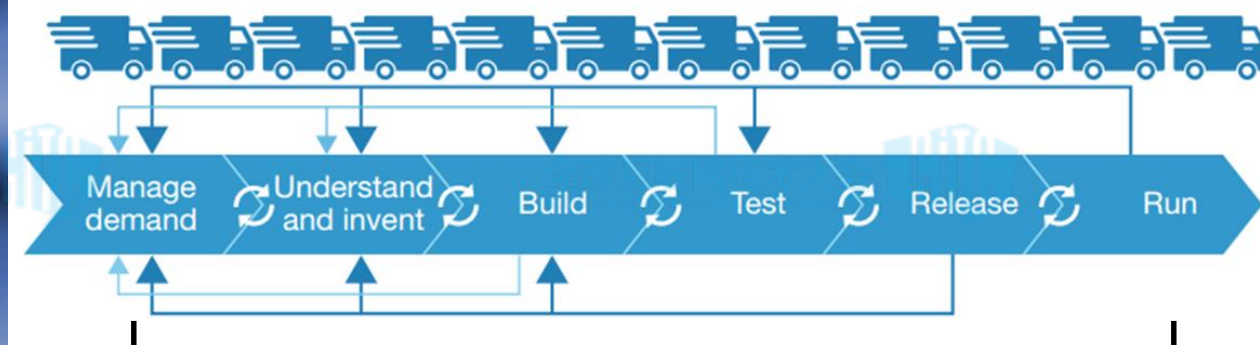 Manage
demand
Understand
and invent
Build
Test
Release
Run